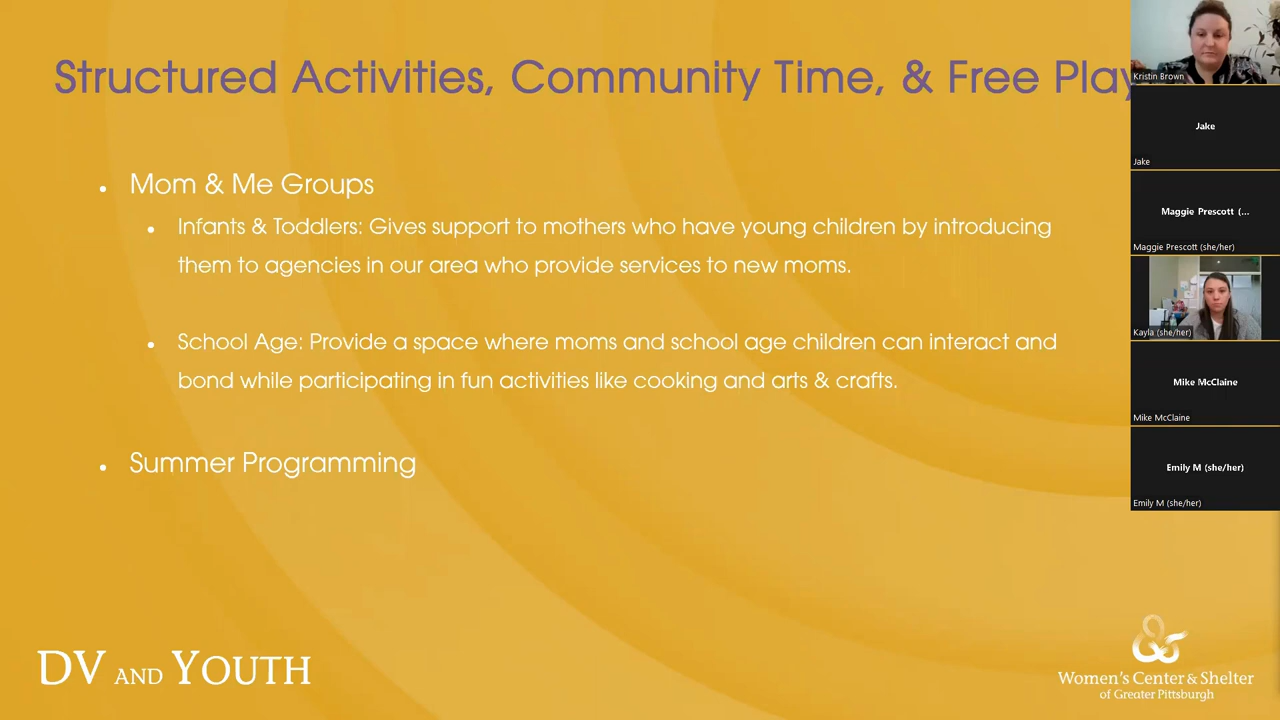 Structured Activities, Community Time, & Free Play
Mom & Me Groups
Infants & Toddlers: Gives support to mothers who have young children by introducing
them to agencies in our area who provide services to new moms.
School Age: Provide a space where moms and school age children can interact and
bond while participating in fun activities like cooking and arts & crafts.
Summer Programming
DV AND YOUTH
Women's Center & Shelter
of Greater Pittsburgh
Kristin Brown
Jake
Jake
Maggie Prescott (...
Maggie Prescott (she/her)
Kayla (she/her)
Mike McClaine
Mike McClaine
Emily M (she/her)
Emily M (she/her)